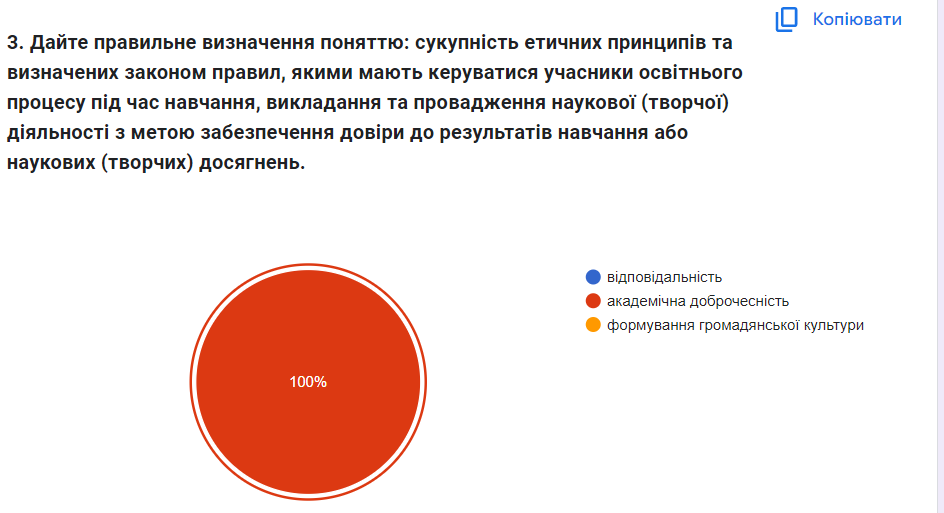 Копіювати
3. Дайте правильне визначення поняттю: сукупність етичних принципів та
визначених законом правил, якими мають керуватися учасники освітнього
процесу під час навчання, викладання та провадження наукової (творчої)
діяльності з метою забезпечення довіри до результатів навчання або
наукових (творчих) досягнень.
відповідальність
академічна доброчесність
формування громадянської культури
100%